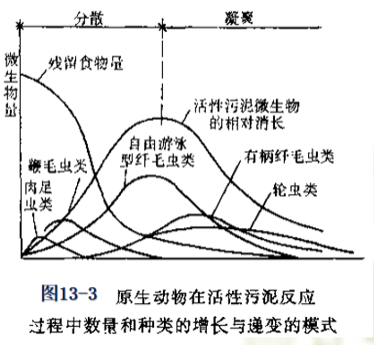 分散
凝聚
微生物量
残留食物量
活性污泥微生物
的相对消长
自由游泳
型纤毛虫类
有柄纤毛虫类
鞭毛虫类
轮虫类
肉足
虫类
图13-3 原生动物在活性污泥反应
过程中数量和种类的增长与递变的模式